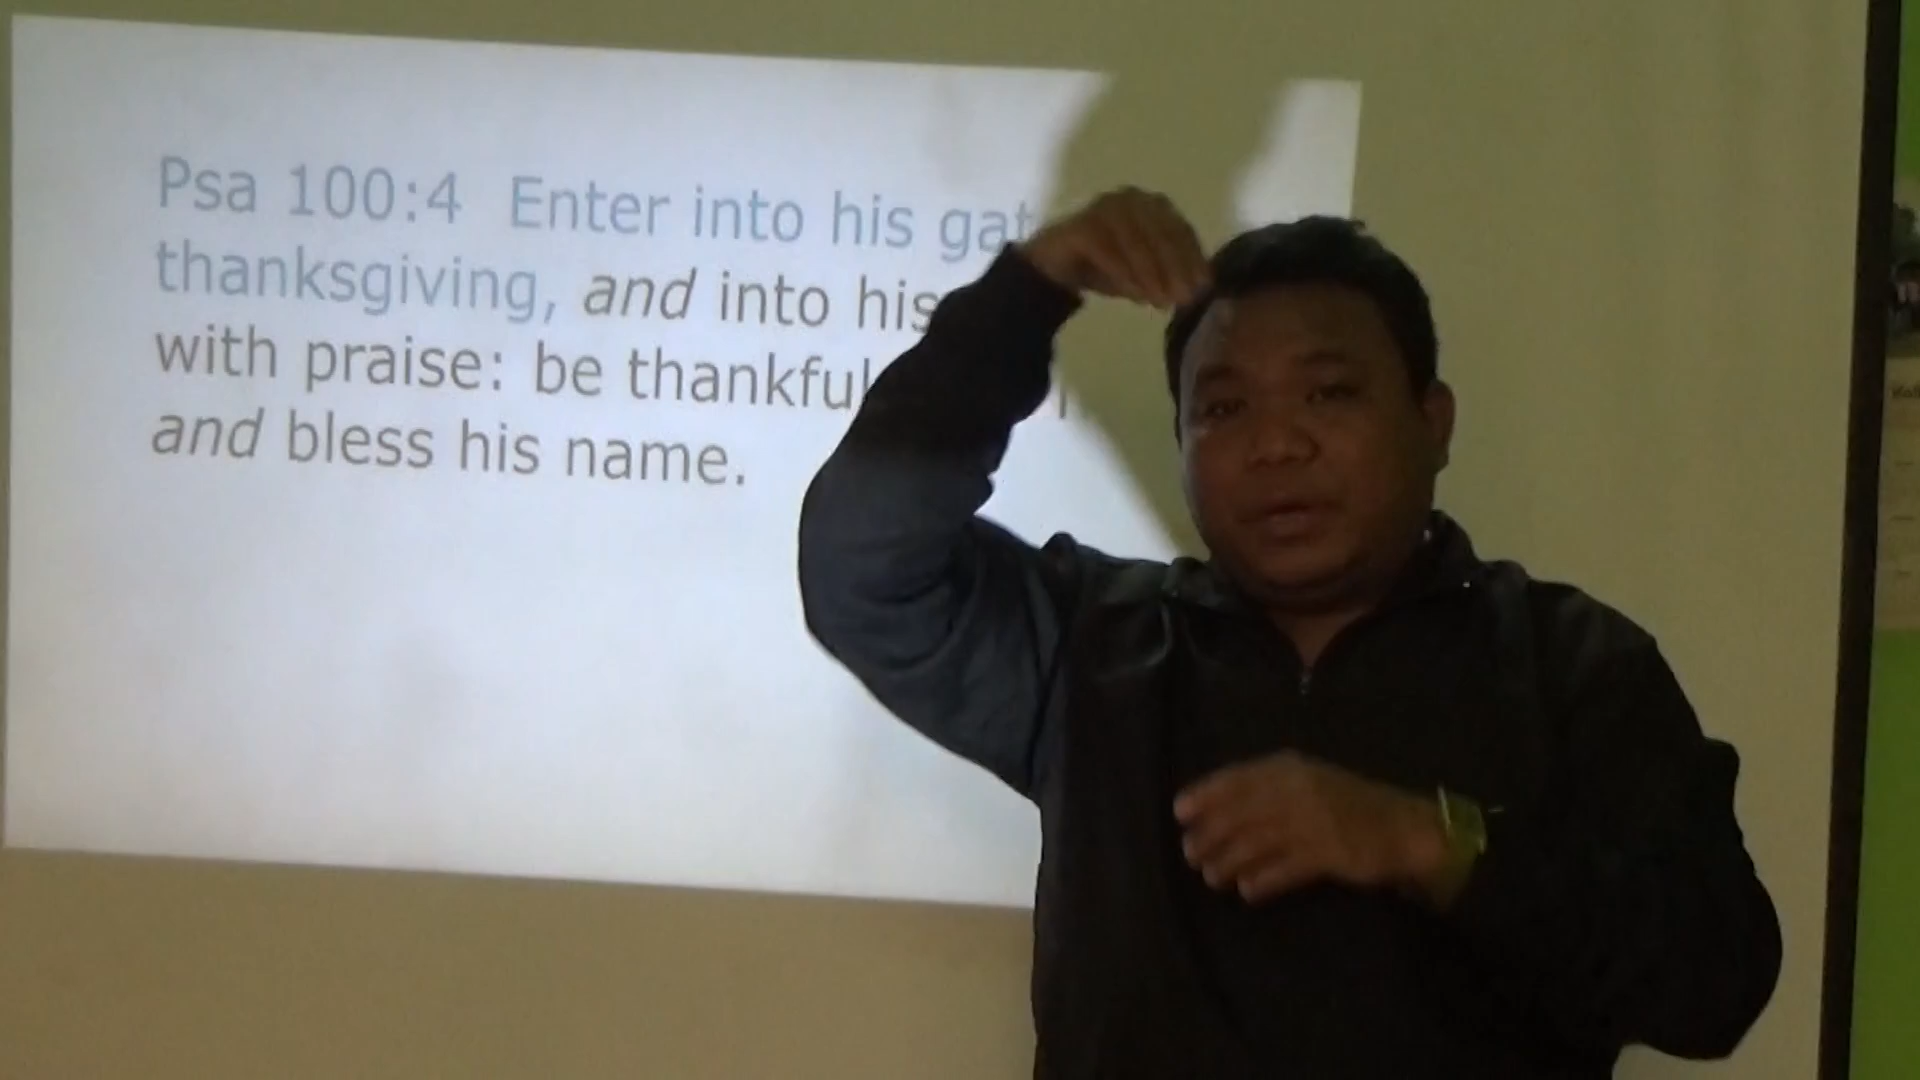 Psa 100:4 Enter into his
thanksgiving, and into his
with praise: be thankful
and bless his name.